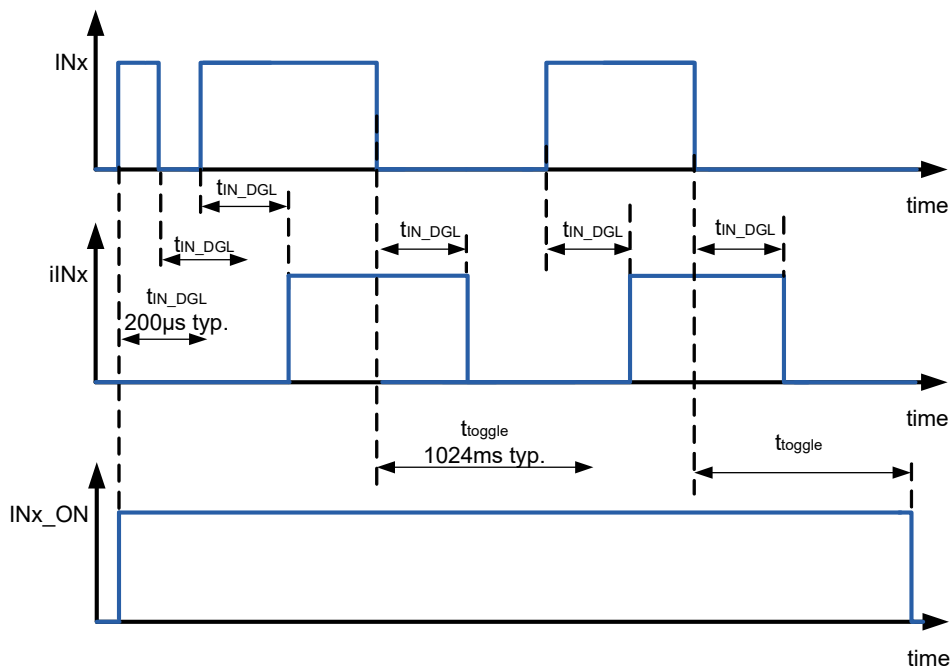 INx
time
tIN_DGL
tIN_DGL
tIN_DGL
tIN_DGL
tIN_DGL
iINx
tIN_DGL
200µs typ.
time
ttoggle
1024ms typ.
ttoggle
INx_ON
time